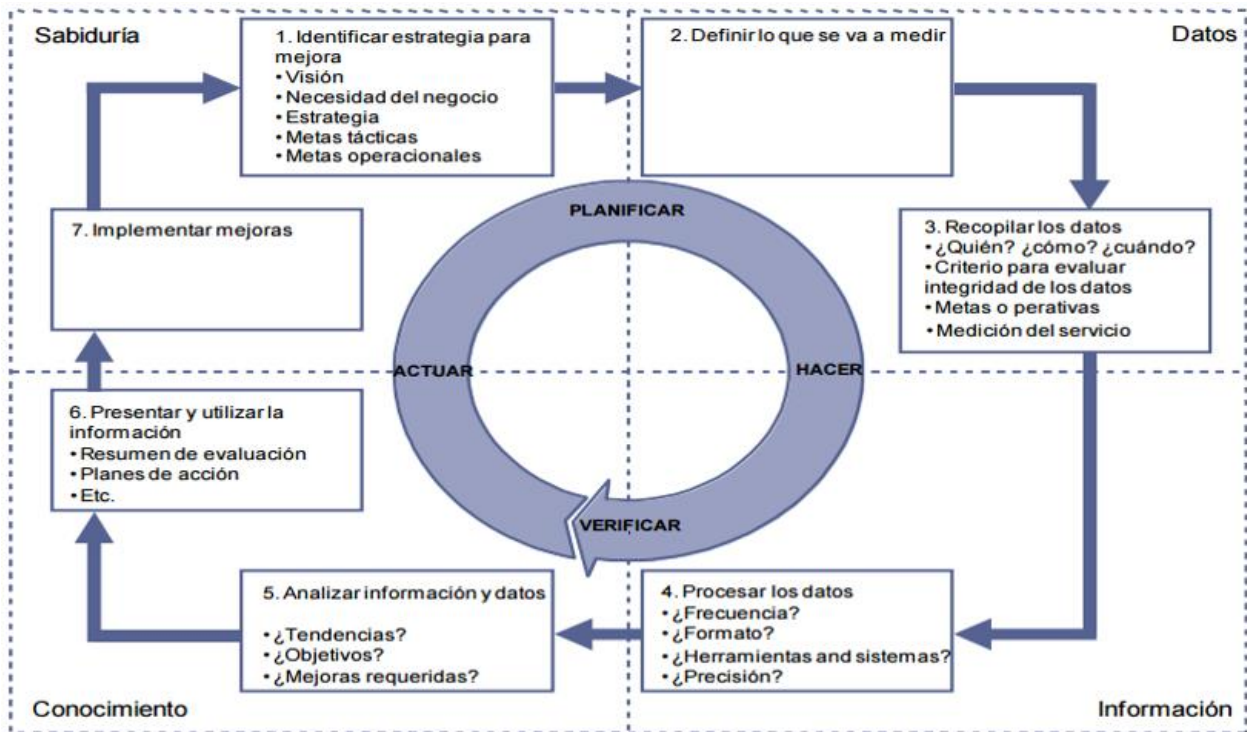 Sabiduría
1. Identificar estrategia para
mejora
• Visión
• Necesidad del negocio
• Estrategia
• Metas tácticas
• Metas operacionales
2. Definir lo que se va a medir
Datos
PLANIFICAR
7. Implementar mejoras
3. Recopilar los datos
• ¿Quién? ¿cómo? ¿cuándo?
• Criterio para evaluar
integridad de los datos
• Metas o perativas
• Medición del servicio
ACTUAR
HACER
6. Presentar y utilizar la
información
• Resumen de evaluación
• Planes de acción
• Etc.
VERIFICAR
5. Analizar información y datos
• ¿Tendencias?
• ¿Objetivos?
• ¿Mejoras requeridas?
4. Procesar los datos
• ¿Frecuencia?
• ¿Formato?
• ¿Herramientas and sistemas?
• ¿Precisión?
Conocimiento
Información